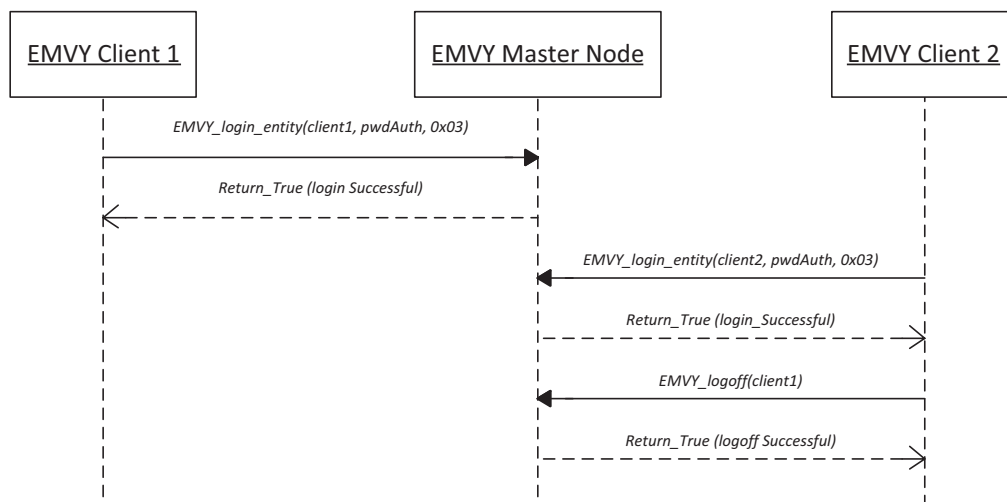 EMVY Client 1
EMVY Master Node
EMVY Client 2
EMVY_login_entity(client1, pwdAuth, 0x03)
Return_True (login Successful)
EMVY_login_entity(client2, pwdAuth, 0x03)
Return_True (login_Successful)
EMVY_logoff(client1)
Return_True (logoff Successful)